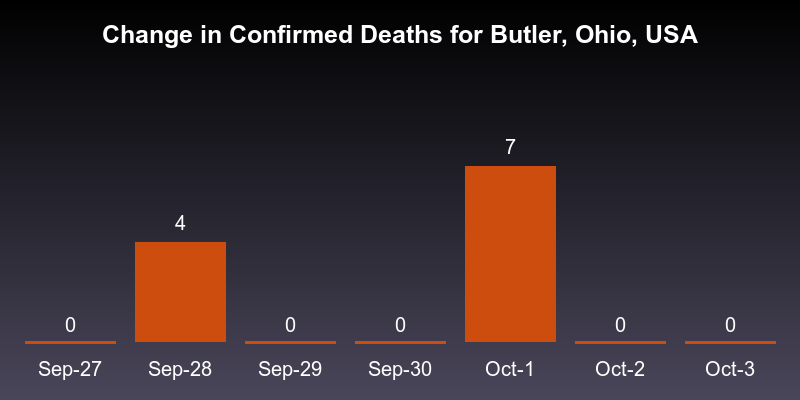 Change in Confirmed Deaths for Butler, Ohio, USA
7
4
0 0 0 0 0
Sep-27 Sep-28 Sep-29 Sep-30 Oct-1 Oct-2 Oct-3